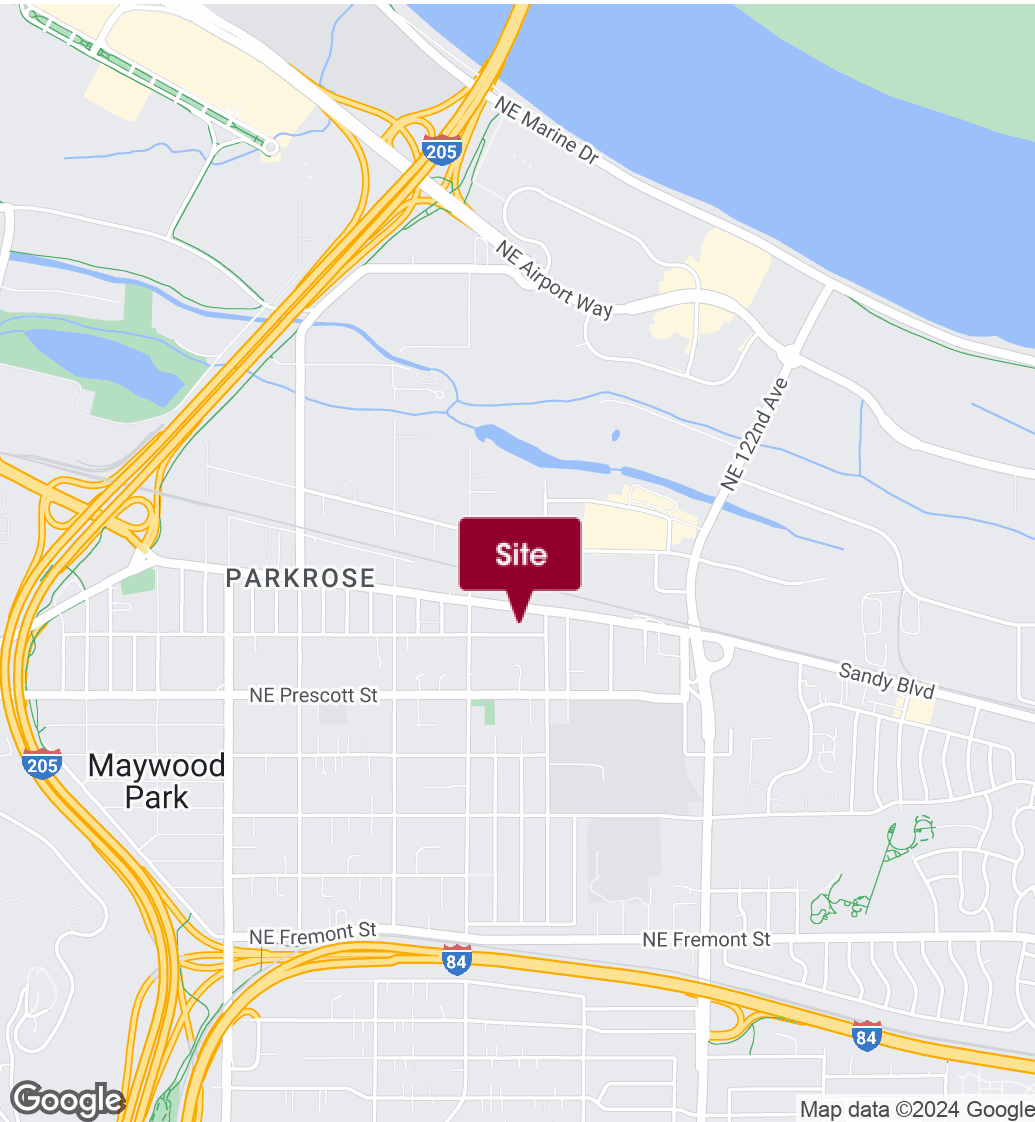 NE Marine Dr
205
NE Airport Way
NE 122nd Ave
Site
PARKROSE
Sandy Blvd
NE Prescott St
205
Maywood
Park
NE Fremont St
NE Fremont St
84
84
Google
Map data ©2024 Google